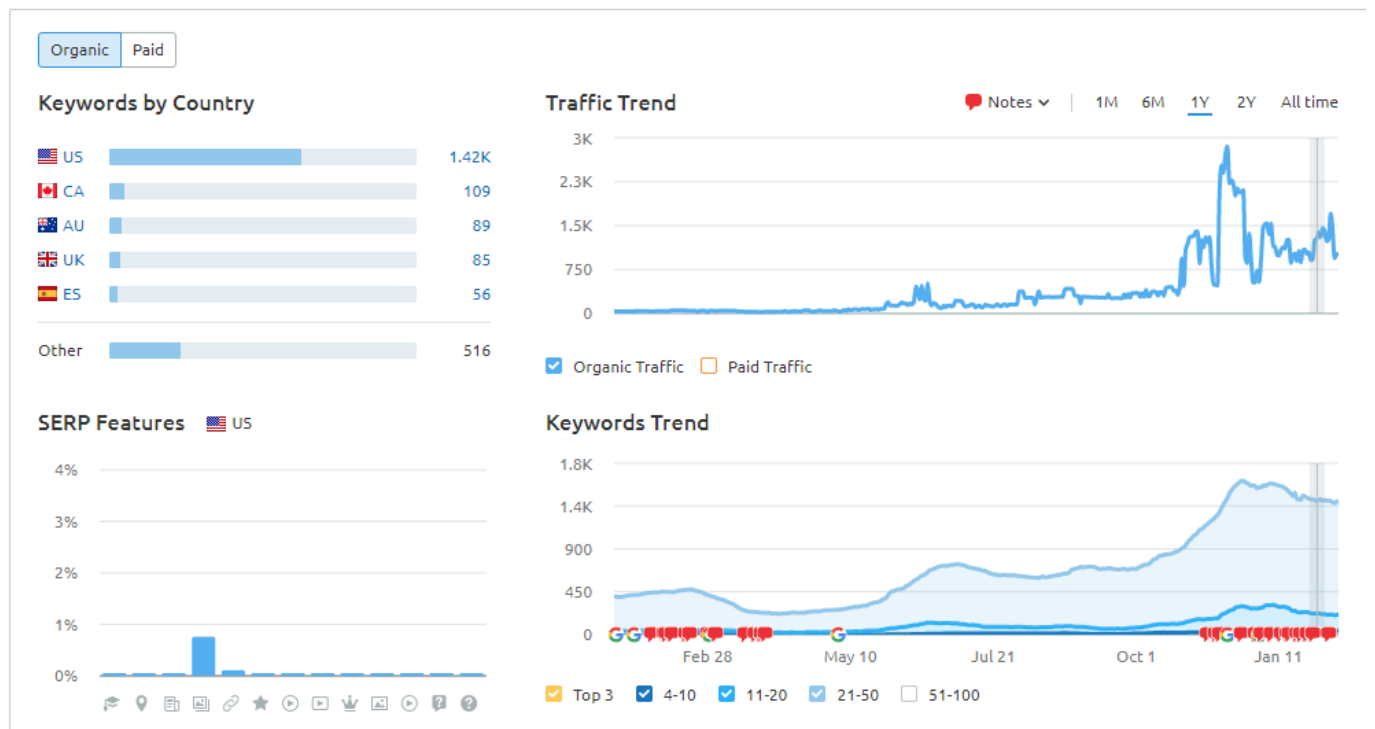 Organic Paid
Keywords by Country
US 1.42K
CA 109
AU 89
UK 85
ES 56
Other 516
Traffic Trend
Notes 1M 6M 1Y 2Y All time
3K
2.3K
1.5K
750
0
Organic Traffic Paid Traffic
SERP Features US
4%
3%
2%
1%
0%
Keywords Trend
1.8K
1.4K
900
450
0
Feb 28 May 10 Jul 21 Oct 1 Jan 11
Top 3 4-10 11-20 21-50 51-100